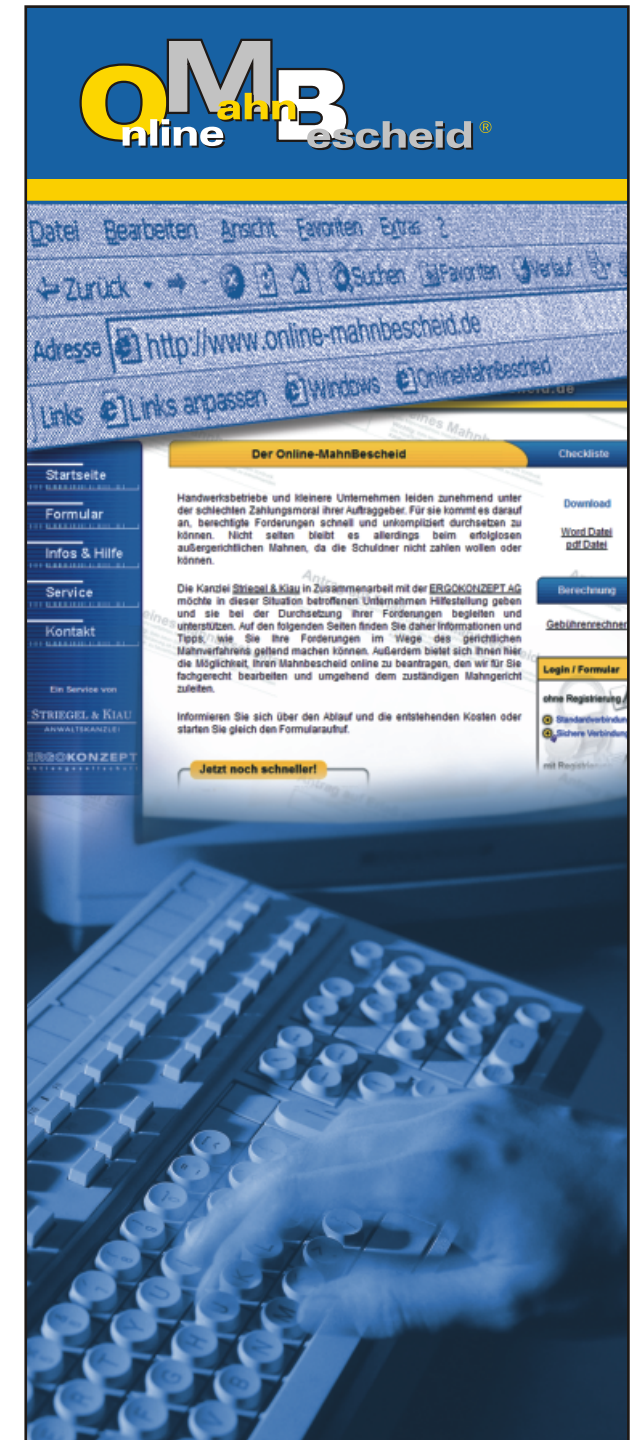 Online Mahn Bescheid ®
Datei Bearbeiten Ansicht Favoriten Extras ?
Zurück Suchen Favoriten Verlauf
Adresse http://www.online-mahnbescheid.de
Links Links anpassen Windows OnlineMahnBescheid
Startseite
Formular
Infos & Hilfe
Service
Kontakt
Ein Service von
STRIEGEL & KIAU
ANWALTSKANZLEI
ERGOKONZEPT
Aktiengesellschaft
Der Online-MahnBescheid
Handwerksbetriebe und kleinere Unternehmen leiden zunehmend unter
der schlechten Zahlungsmoral ihrer Auftraggeber. Für sie kommt es darauf
an, berechtigte Forderungen schnell und unkompliziert durchsetzen zu
können. Nicht selten bleibt es allerdings beim erfolglosen
außergerichtlichen Mahnen, da die Schuldner nicht zahlen wollen oder
können.
Die Kanzlei Striegel & Kiau in Zusammenarbeit mit der ERGOKONZEPT AG
möchte in dieser Situation betroffenen Unternehmen Hilfestellung geben
und sie bei der Durchsetzung ihrer Forderungen begleiten und
unterstützen. Auf den folgenden Seiten finden Sie daher Informationen und
Tipps, wie Sie Ihre Forderungen im Wege des gerichtlichen
Mahnverfahrens geltend machen können. Außerdem bietet sich Ihnen hier
die Möglichkeit, Ihren Mahnbescheid online zu beantragen, den wir für Sie
fachgerecht bearbeiten und umgehend dem zuständigen Mahngericht
zuleiten.
Informieren Sie sich über den Ablauf und die entstehenden Kosten oder
starten Sie gleich den Formularaufruf.
Jetzt noch schneller!
Checkliste
Download
Word Datei
pdf Datei
Berechnung
Gebührenrechner
Login / Formular
ohne Registrierung
Standardverbindun
Sichere Verbindung
mit Registrierung